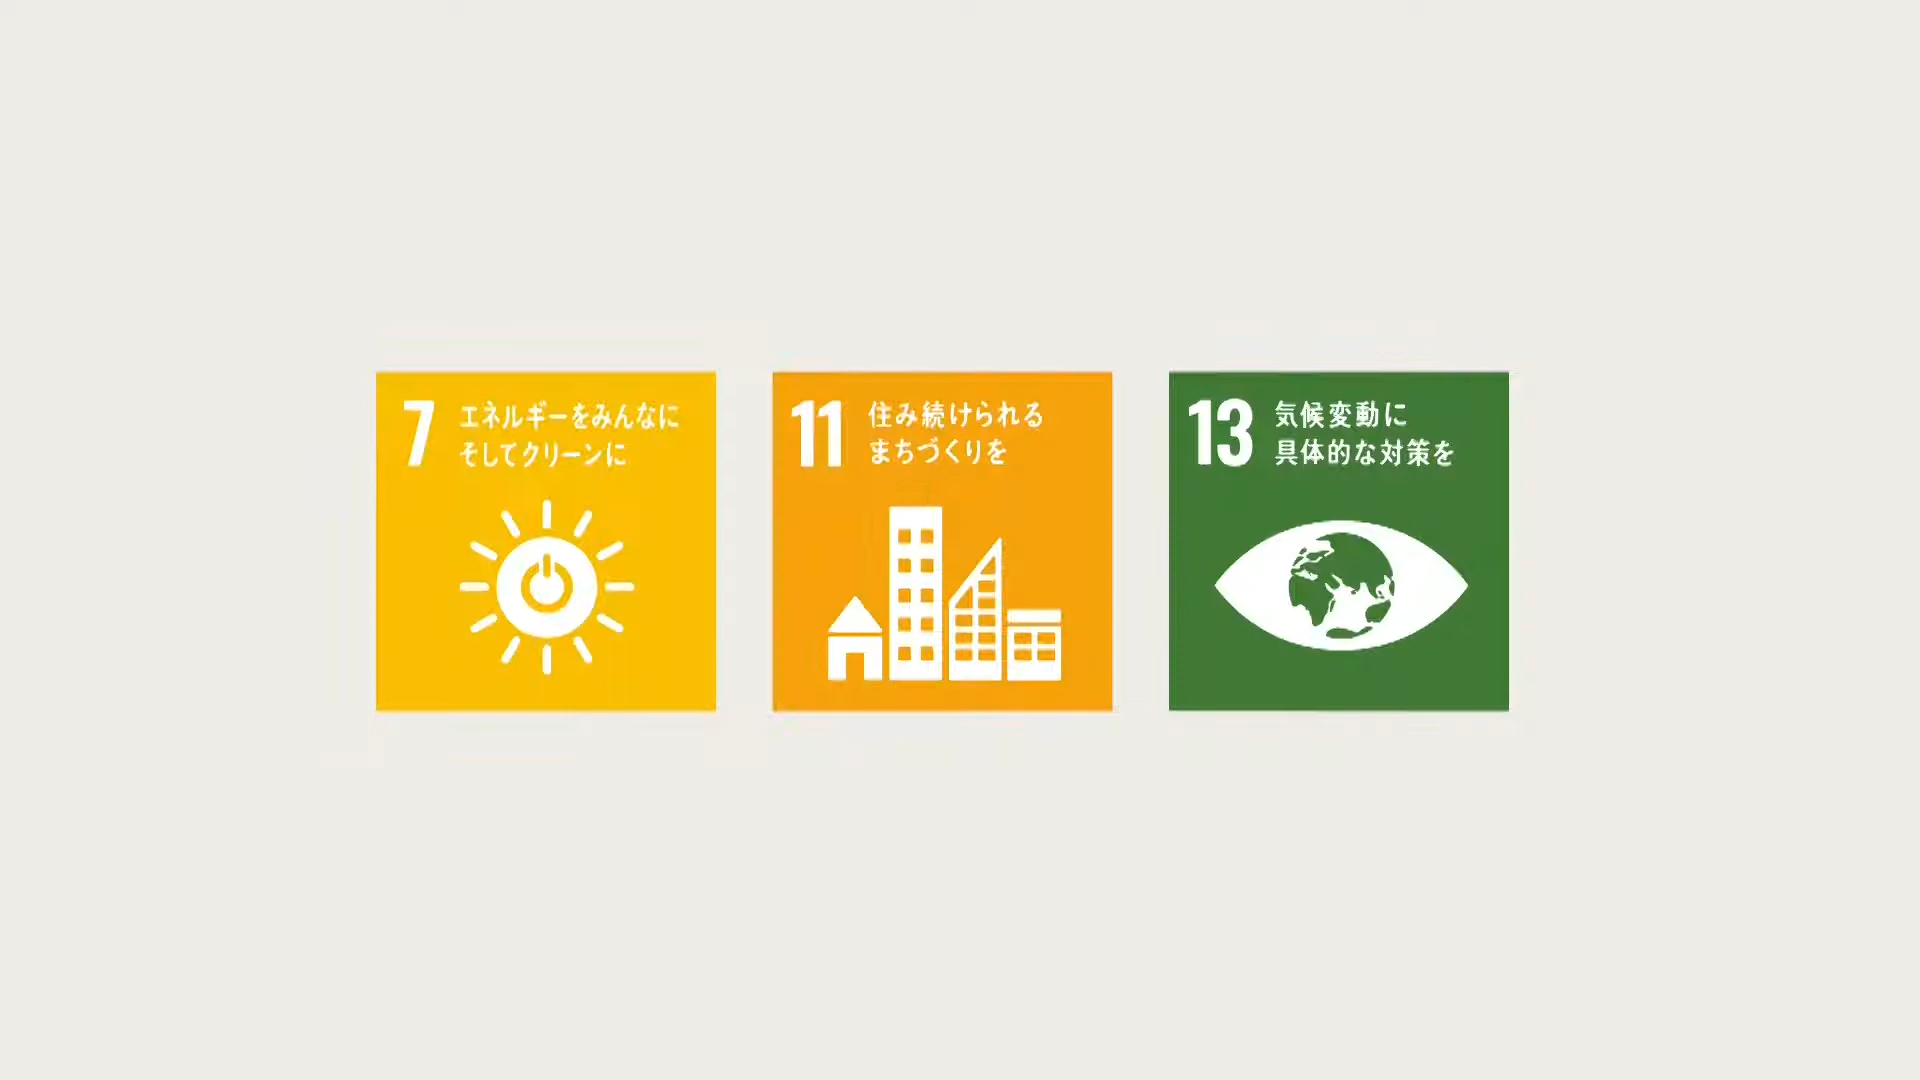 7
エネルギーをみんなに
そしてクリーンに
11
住み続けられる
まちづくりを
13
気候変動に
具体的な対策を